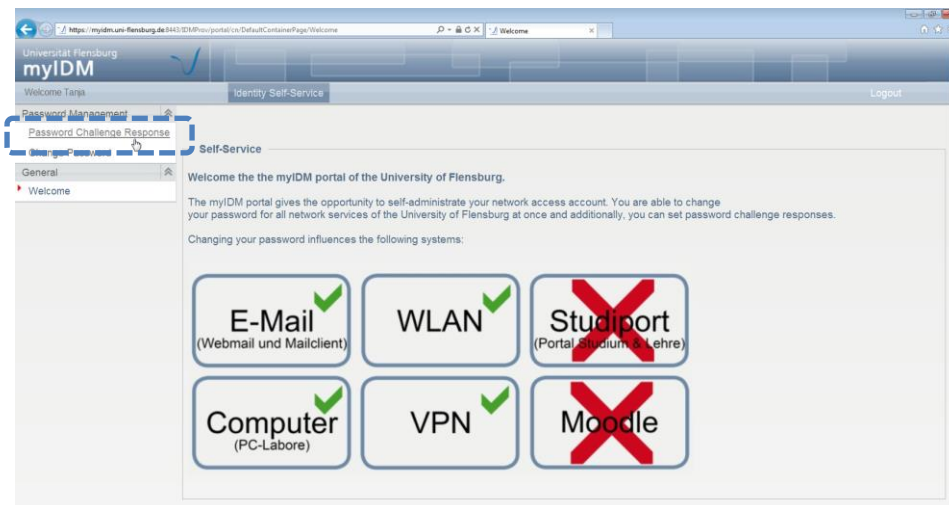 https://myidm.uni-flensburg.de:8443/IDMProv/portal/cn/DefaultContainerPage/Welcome
Welcome
Universität Flensburg
myIDM
Welcome Tanja
Identity Self-Service
Logout
Password Management
Password Challenge Response
Change Password
General
Welcome
Self-Service
Welcome the the myIDM portal of the University of Flensburg.
The myIDM portal gives the opportunity to self-administrate your network access account. You are able to change
your password for all network services of the University of Flensburg at once and additionally, you can set password challenge responses.
Changing your password influences the following systems:
E-Mail
(Webmail und Mailclient)
WLAN
Studiport
(Portal Studium & Lehre)
Computer
(PC-Labore)
VPN
Moodle